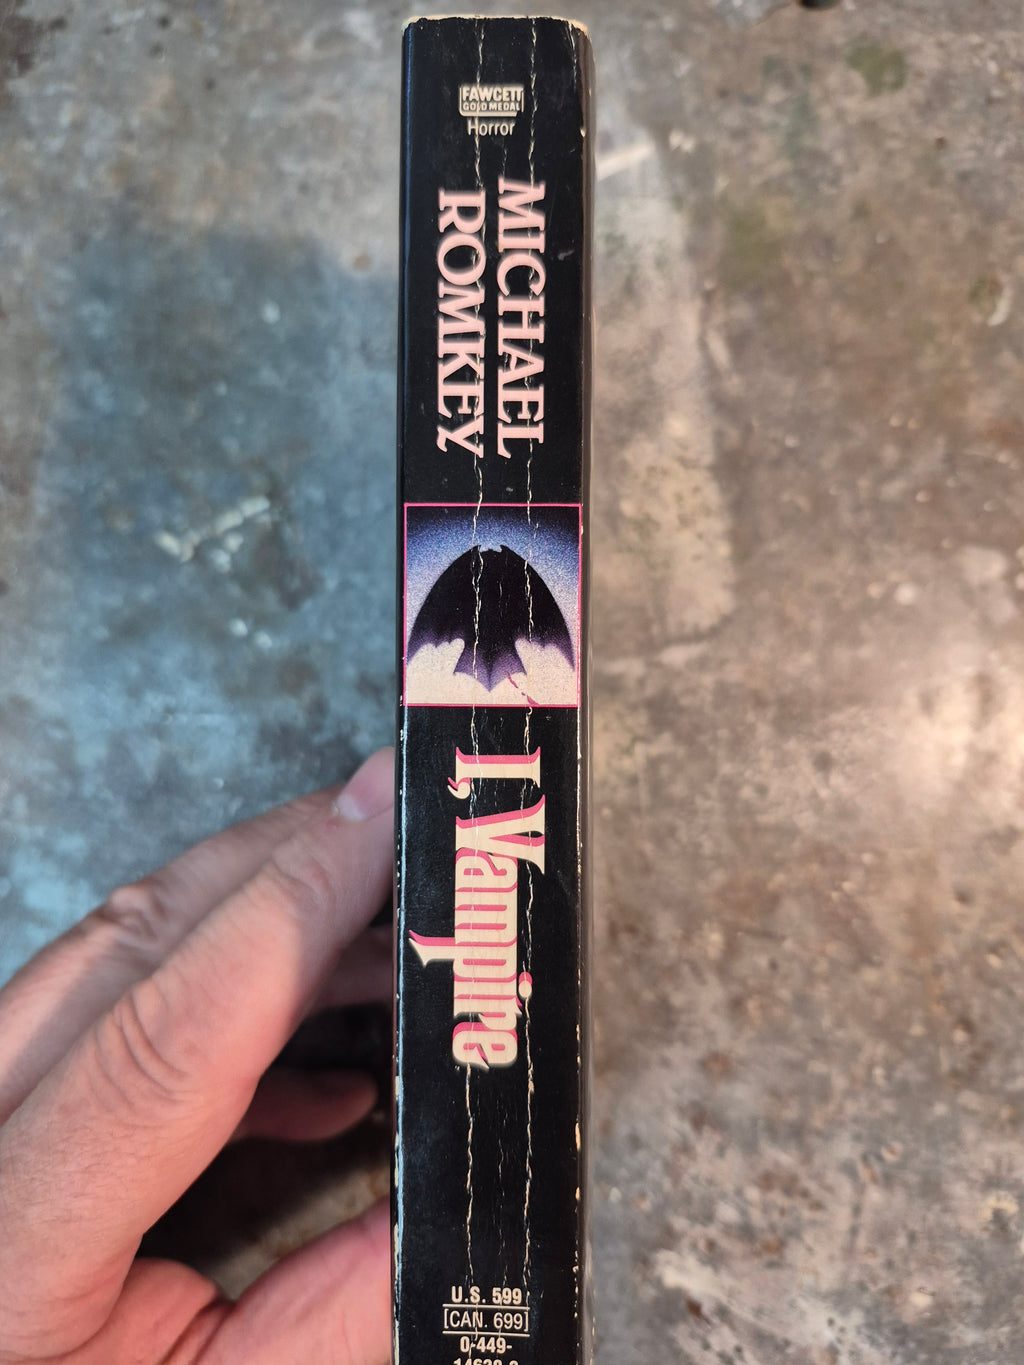 FAWCETT
GOLD MEDAL
Horror
MICHAEL
ROMKEY
I, Vampire
U.S. 599
CAN. 699
0-449-